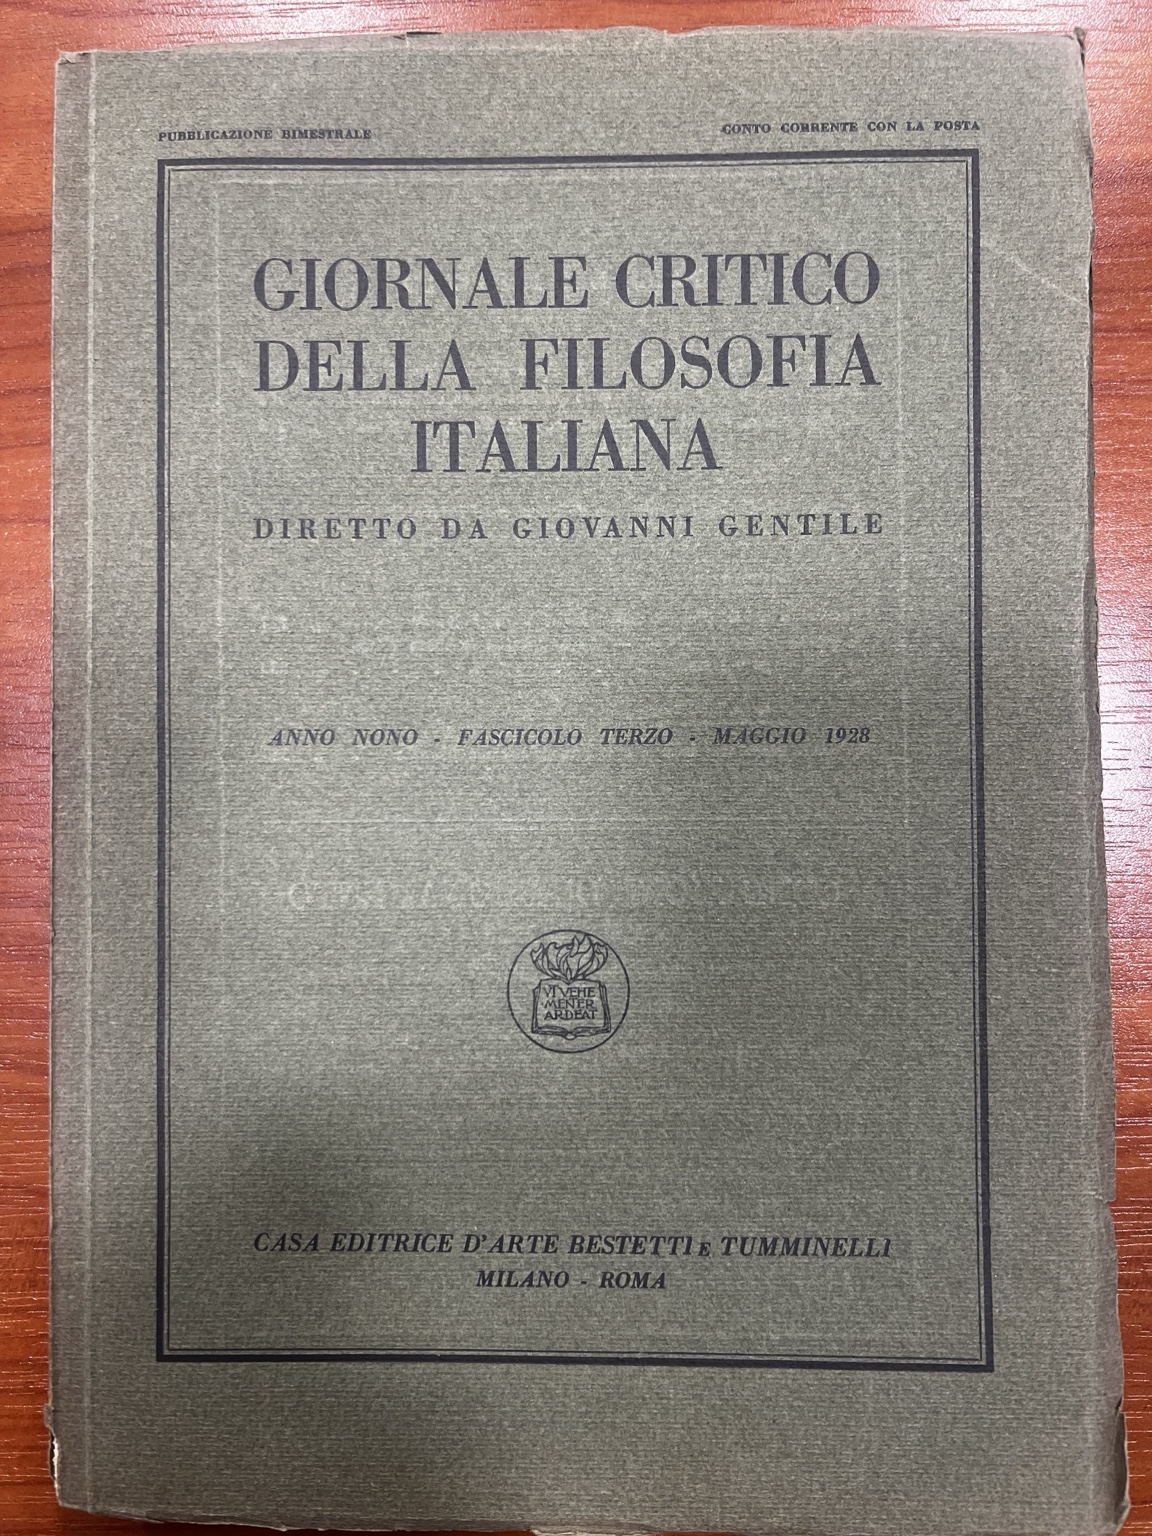 PUBBLICAZIONE BIMESTRALE
CONTO CORRENTE CON LA POSTA
GIORNALE CRITICO
DELLA FILOSOFIA
ITALIANA
DIRETTO DA GIOVANNI GENTILE
ANNO NONO - FASCICOLO TERZO - MAGGIO 1928
VI VEHE
MENTER
ARDEAT
CASA EDITRICE D'ARTE BESTETTI E TUMMINELLI
MILANO - ROMA